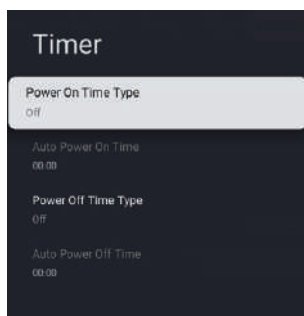 Timer
Power On Time Type
Off
Auto Power On Time
00:00
Power Off Time Type
Off
Auto Power Off Time
00:00